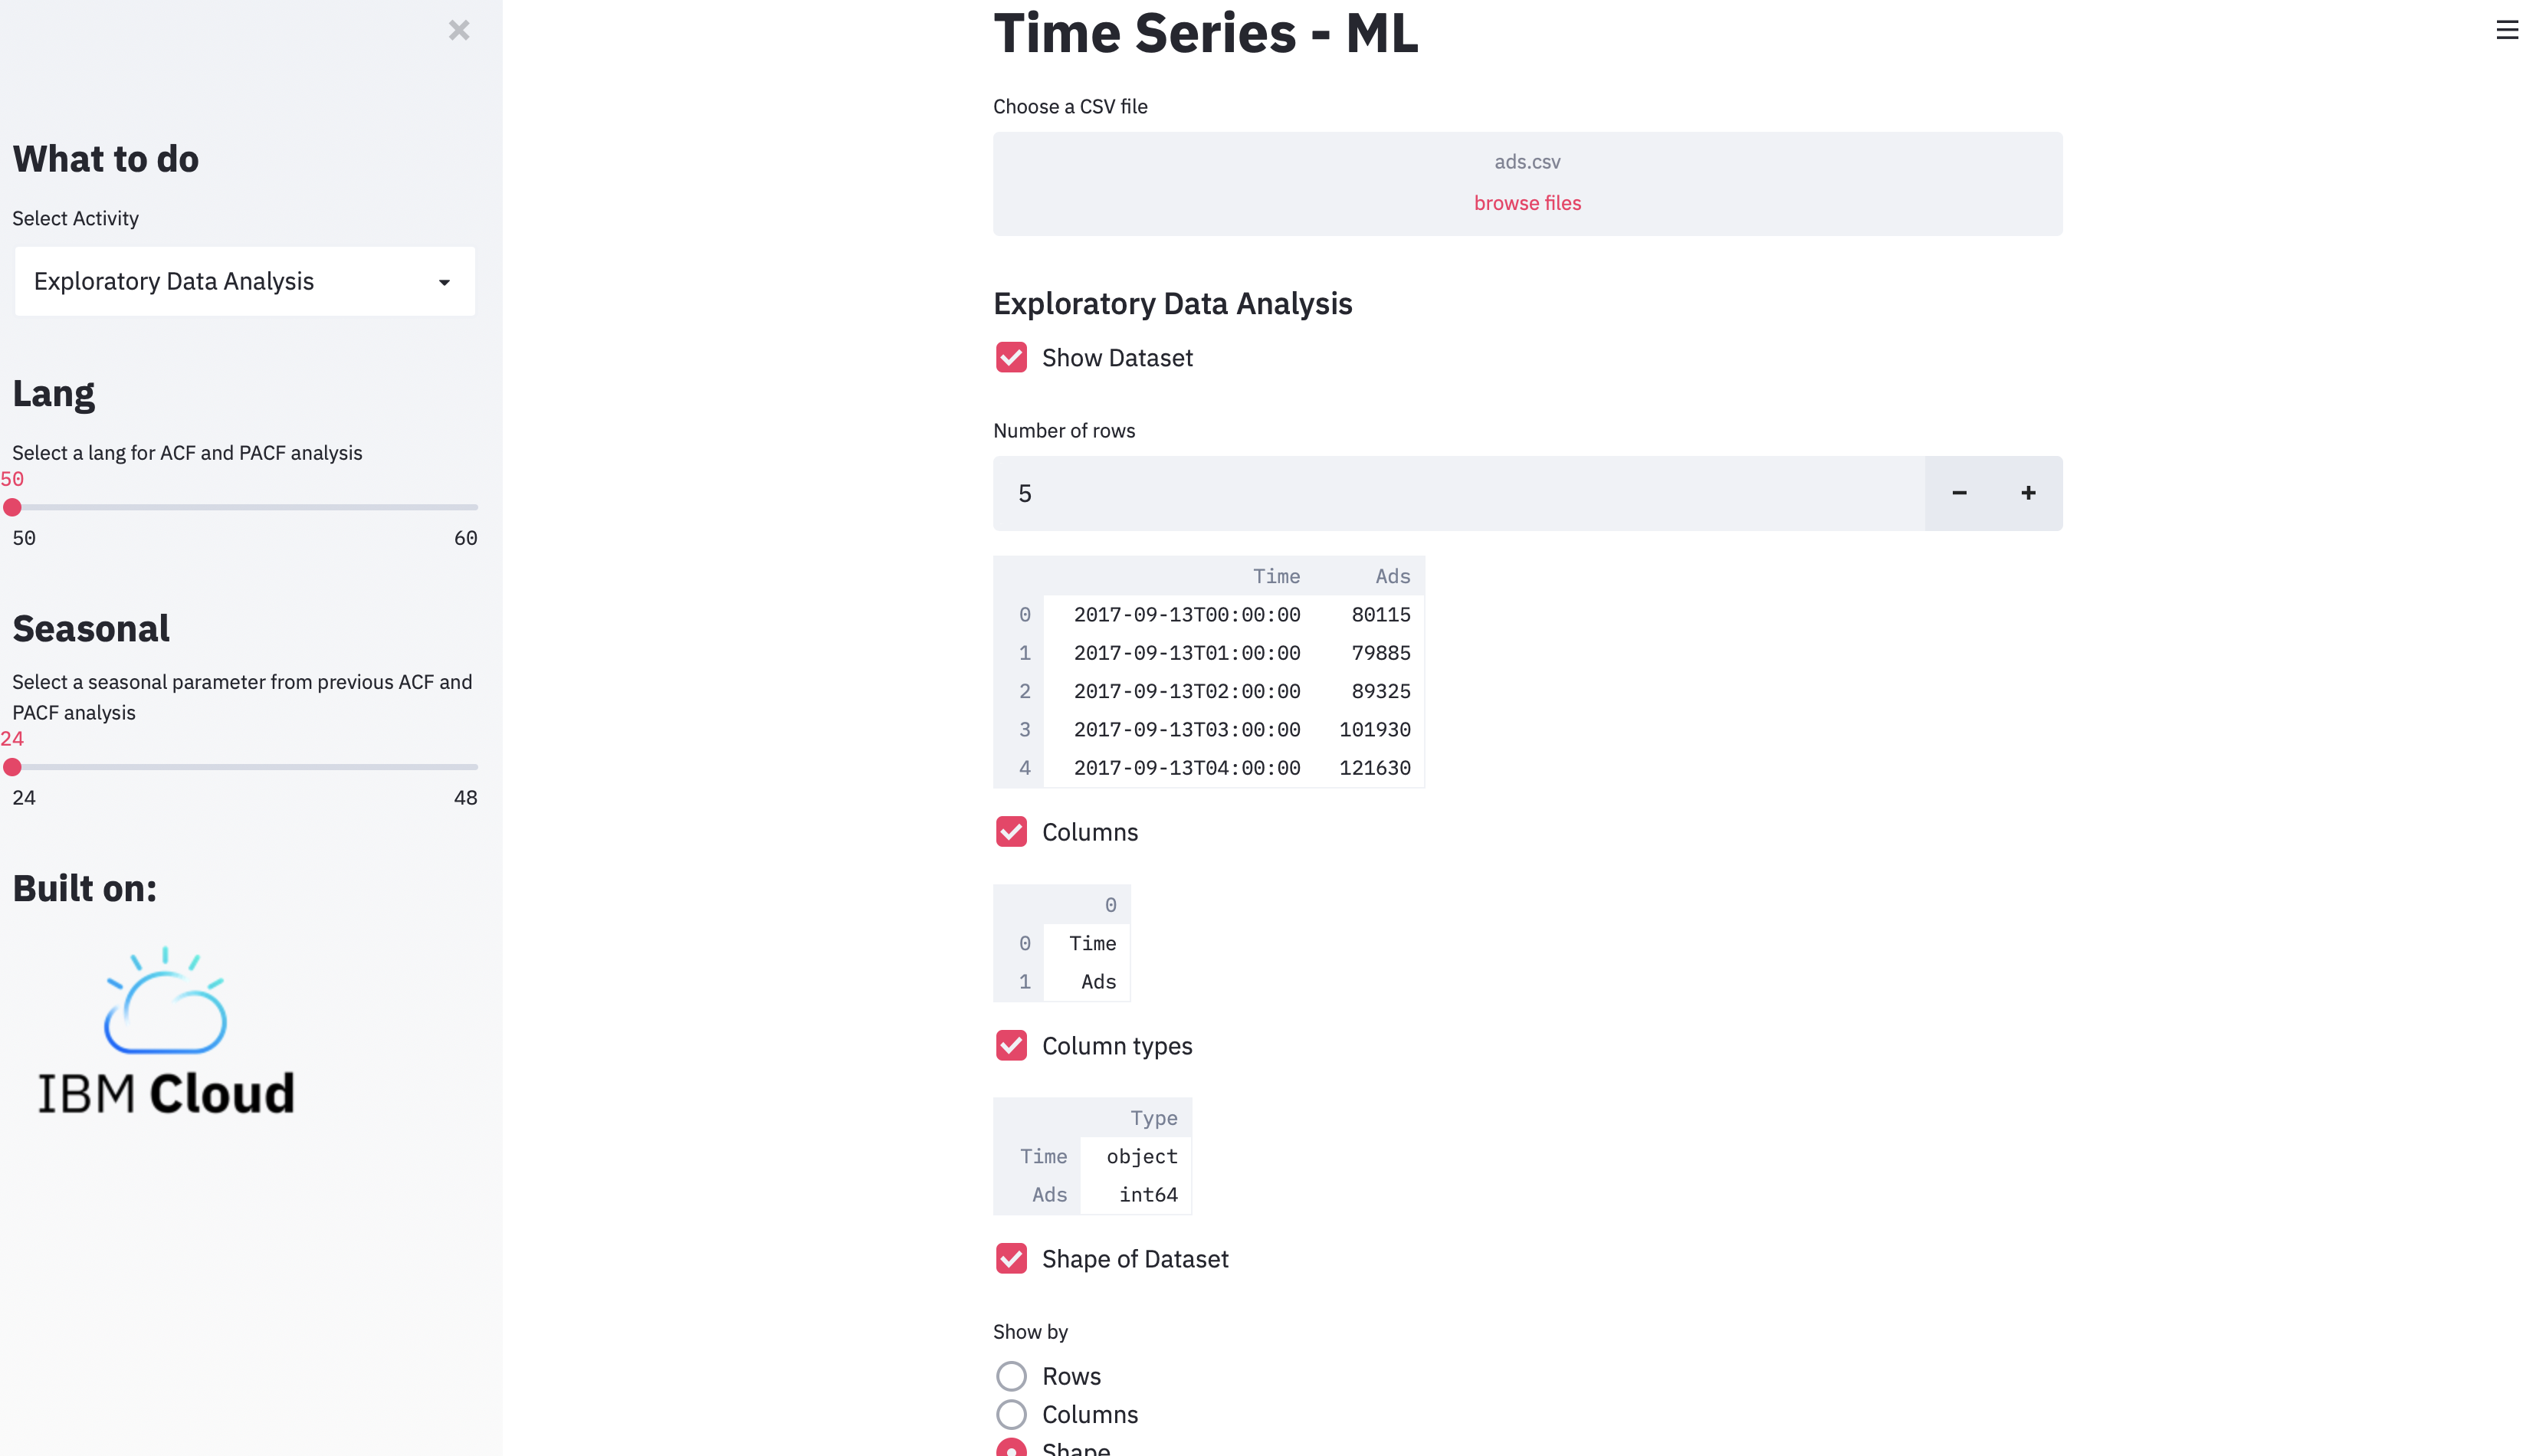 What to do
Select Activity
Exploratory Data Analysis
Lang
Select a lang for ACF and PACF analysis
50
50 60
Seasonal
Select a seasonal parameter from previous ACF and
PACF analysis
24
24 48
Built on:
IBM Cloud
Time Series - ML
Choose a CSV file
ads.csv
browse files
Exploratory Data Analysis
Show Dataset
Number of rows
5 - +
Time Ads
0 2017-09-13T00:00:00 80115
1 2017-09-13T01:00:00 79885
2 2017-09-13T02:00:00 89325
3 2017-09-13T03:00:00 101930
4 2017-09-13T04:00:00 121630
Columns
0
0 Time
1 Ads
Column types
Type
Time object
Ads int64
Shape of Dataset
Show by
Rows
Columns
Shape